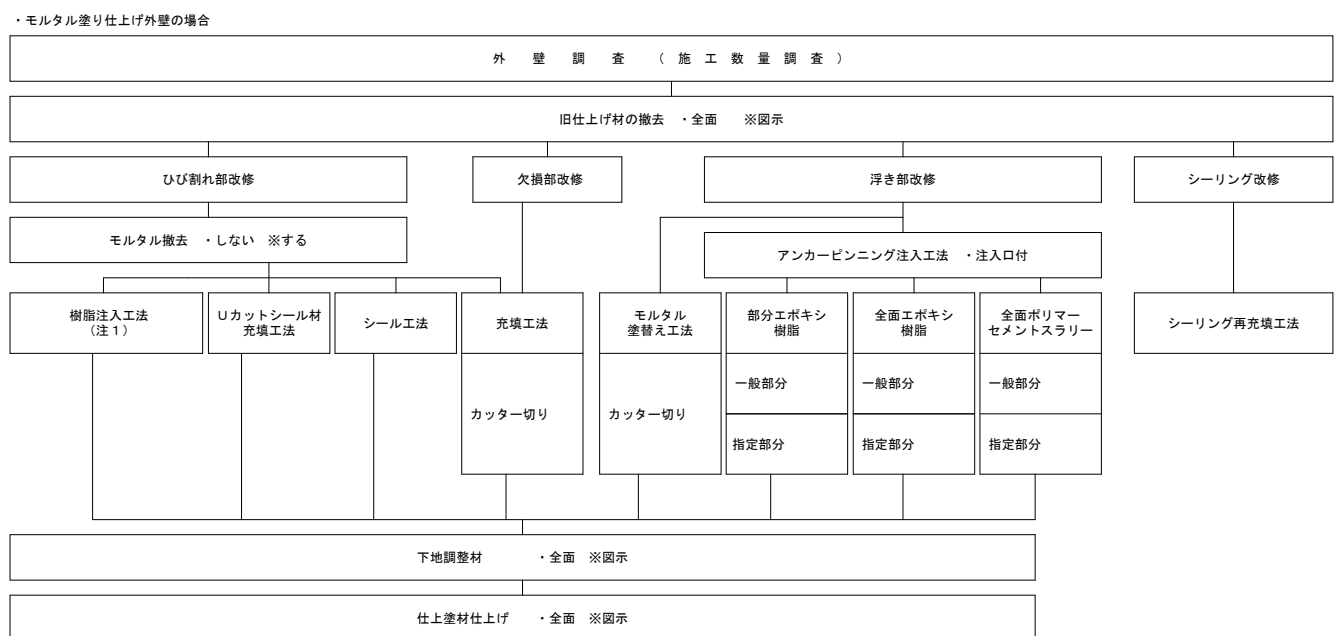 ・モルタル塗り仕上げ外壁の場合
外　壁　調　査　（ 施 工 数 量 調 査 ）
旧仕上げ材の撤去　・全面　　※図示
ひび割れ部改修
欠損部改修
浮き部改修
シーリング改修
モルタル撤去　・しない　※する
アンカーピンニング注入工法　・注入口付
樹脂注入工法
（注１）
Ｕカットシール材
充填工法
シール工法
充填工法
モルタル
塗替え工法
部分エポキシ
樹脂
全面エポキシ
樹脂
全面ポリマー
セメントスラリー
シーリング再充填工法
カッター切り
カッター切り
一般部分
一般部分
一般部分
指定部分
指定部分
指定部分
下地調整材　　　・全面　※図示
仕上塗材仕上げ　　・全面　※図示